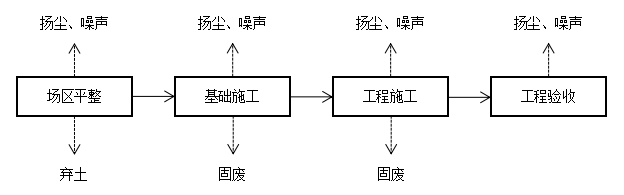 扬尘、噪声 扬尘、噪声 扬尘、噪声 扬尘、噪声
场区平整 基础施工 工程施工 工程验收
弃土 固废 固废